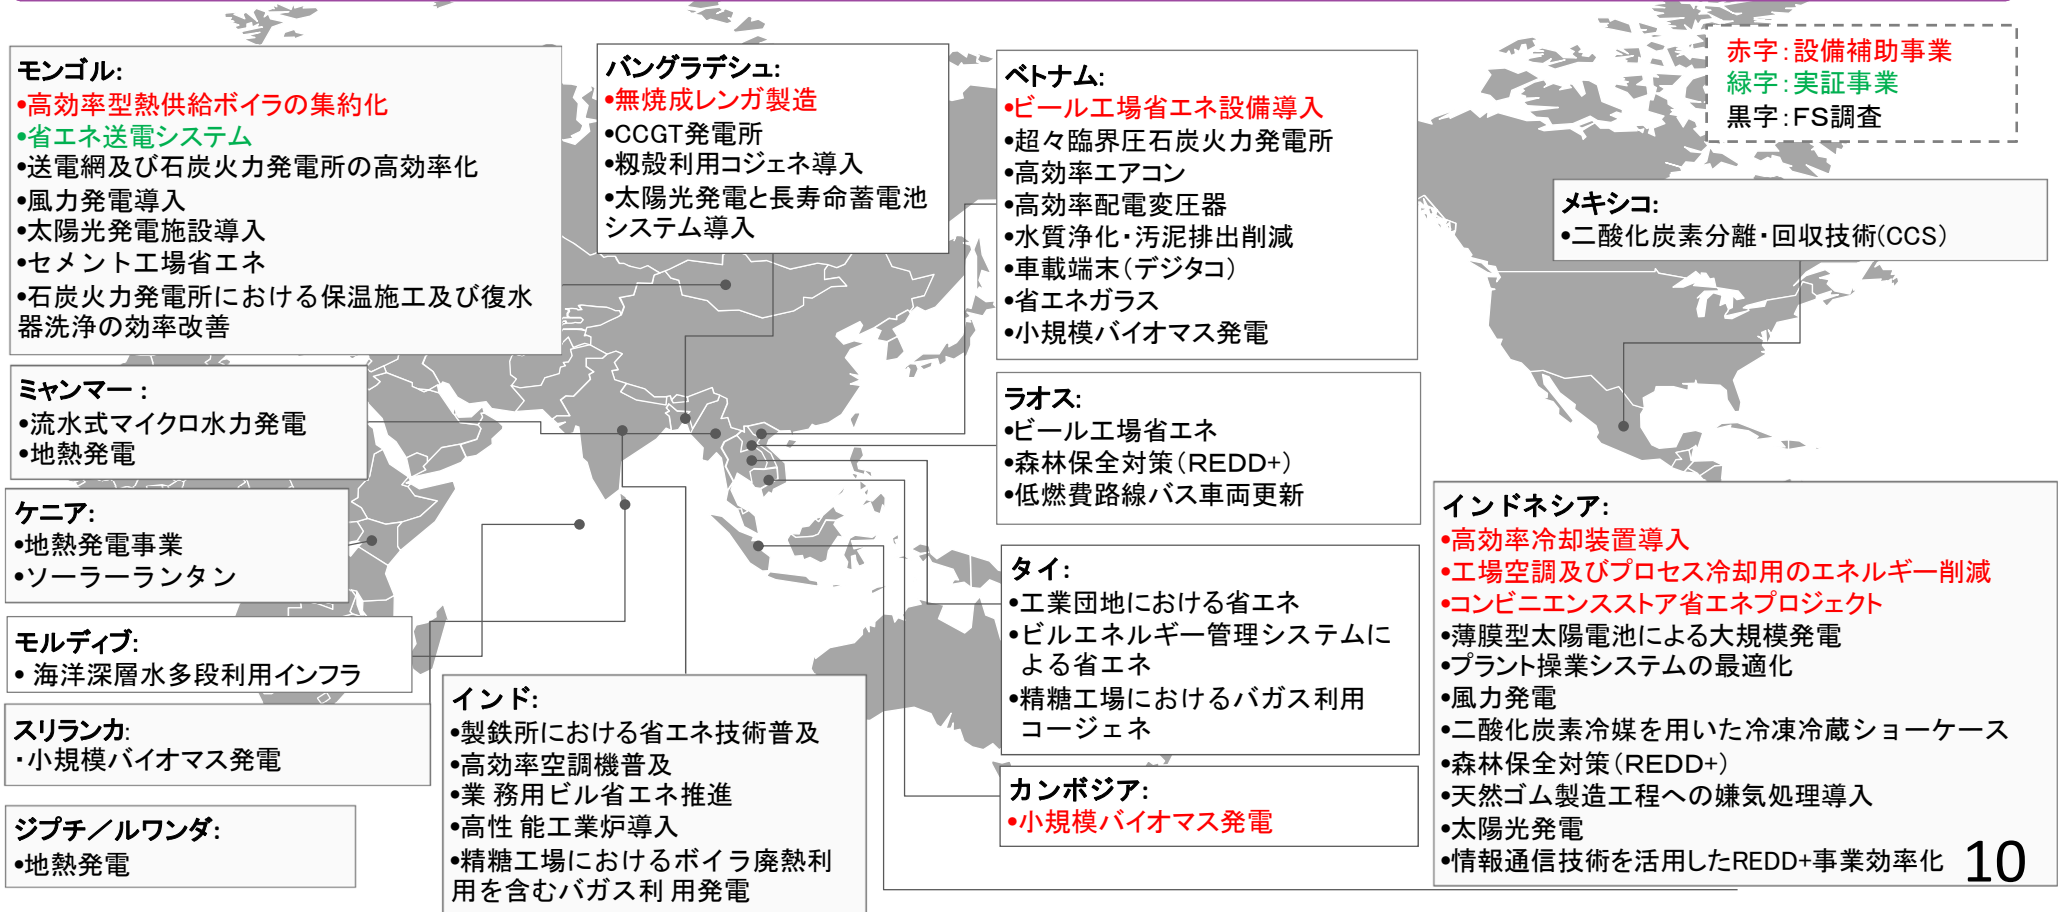 赤字：設備補助事業
緑字：実証事業
黒字：FS調査
モンゴル:
•高効率型熱供給ボイラの集約化
•省エネ送電システム
•送電網及び石炭火力発電所の高効率化
•風力発電導入
•太陽光発電施設導入
•セメント工場省エネ
•石炭火力発電所における保温施工及び復水
器洗浄の効率改善
バングラデシュ:
•無焼成レンガ製造
•CCGT発電所
•籾殻利用コジェネ導入
•太陽光発電と長寿命蓄電池
システム導入
ベトナム:
•ビール工場省エネ設備導入
•超々臨界圧石炭火力発電所
•高効率エアコン
•高効率配電変圧器
•水質浄化・汚泥排出削減
•車載端末（デジタコ）
•省エネガラス
•小規模バイオマス発電
メキシコ:
•二酸化炭素分離・回収技術(CCS)
ミャンマー：
•流水式マイクロ水力発電
•地熱発電
ラオス:
•ビール工場省エネ
•森林保全対策（REDD+）
•低燃費路線バス車両更新
ケニア:
•地熱発電事業
•ソーラーランタン
タイ:
•工業団地における省エネ
•ビルエネルギー管理システムに
よる省エネ
•精糖工場におけるバガス利用
コージェネ
インドネシア:
•高効率冷却装置導入
•工場空調及びプロセス冷却用のエネルギー削減
•コンビニエンスストア省エネプロジェクト
•薄膜型太陽電池による大規模発電
•プラント操業システムの最適化
•風力発電
•二酸化炭素冷媒を用いた冷凍冷蔵ショーケース
•森林保全対策（REDD+）
•天然ゴム製造工程への嫌気処理導入
•太陽光発電
•情報通信技術を活用したREDD+事業効率化
モルディブ:
• 海洋深層水多段利用インフラ
スリランカ:
・小規模バイオマス発電
インド:
•製鉄所における省エネ技術普及
•高効率空調機普及
•業 務用ビル省エネ推進
•高性 能工業炉導入
•精糖工場におけるボイラ廃熱利
用を含むバガス利 用発電
カンボジア:
•小規模バイオマス発電
ジプチ／ルワンダ:
•地熱発電
10